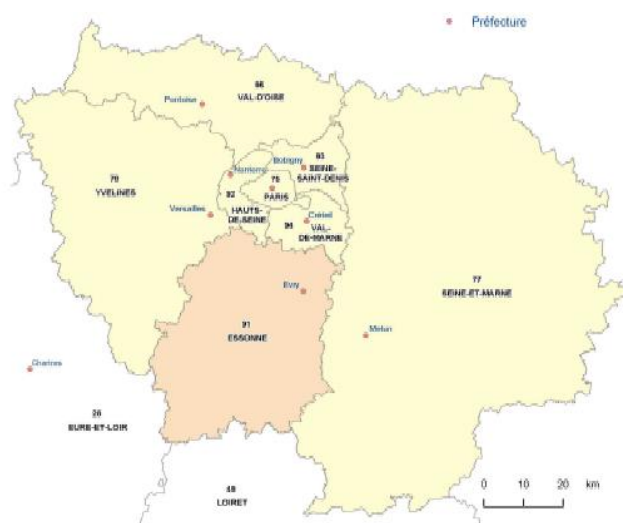 Préfecture
95
VAL-D'OISE
Pontoise
78
YVELINES
Nanterre
Bobigny
93
SEINE-
SAINT-DENIS
75
PARIS
92
HAUTS-
DE-SEINE
Versailles
Créteil
94
VAL-
DE-MARNE
77
SEINE-ET-MARNE
Evry
91
ESSONNE
Melun
Chartres
28
EURE-ET-LOIR
45
LOIRET
0 10 20 km